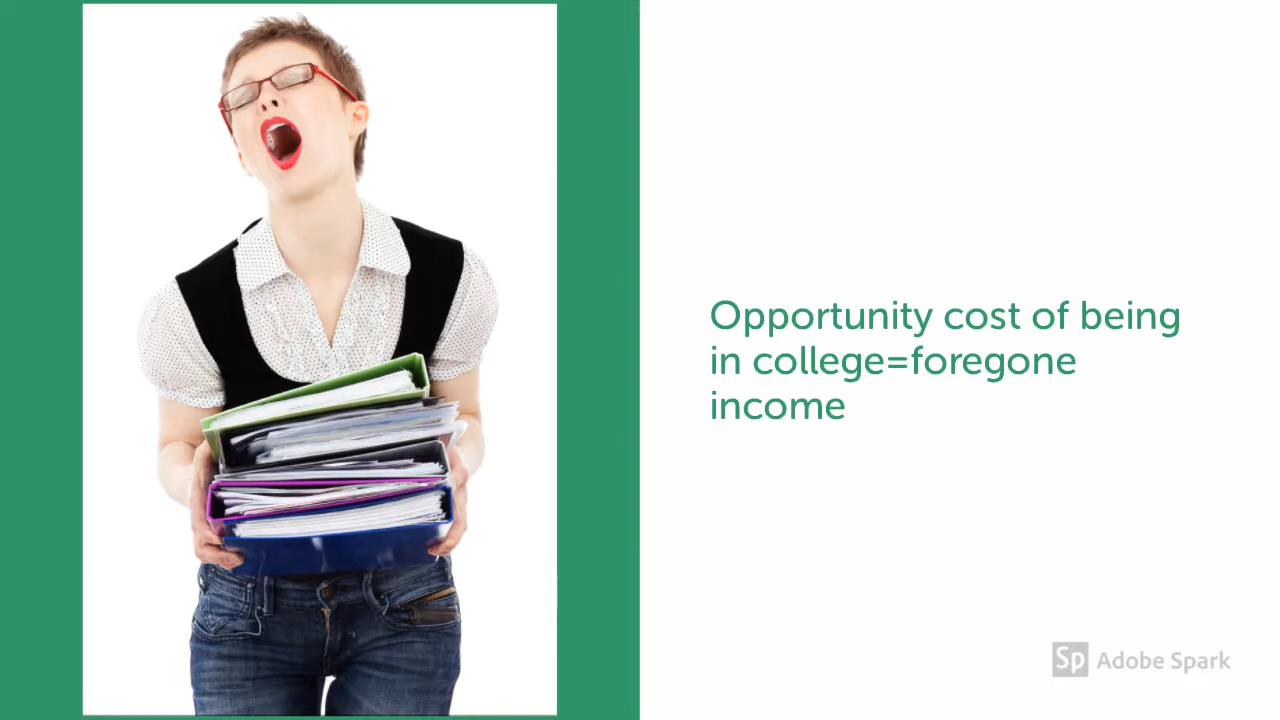 Opportunity cost of being
in college=foregone
income
Sp Adobe Spark